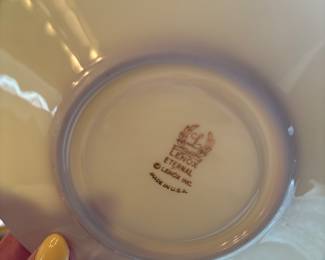 L
LENOX
ETERNAL
© LENOX INC.
MADE IN U.S.A.